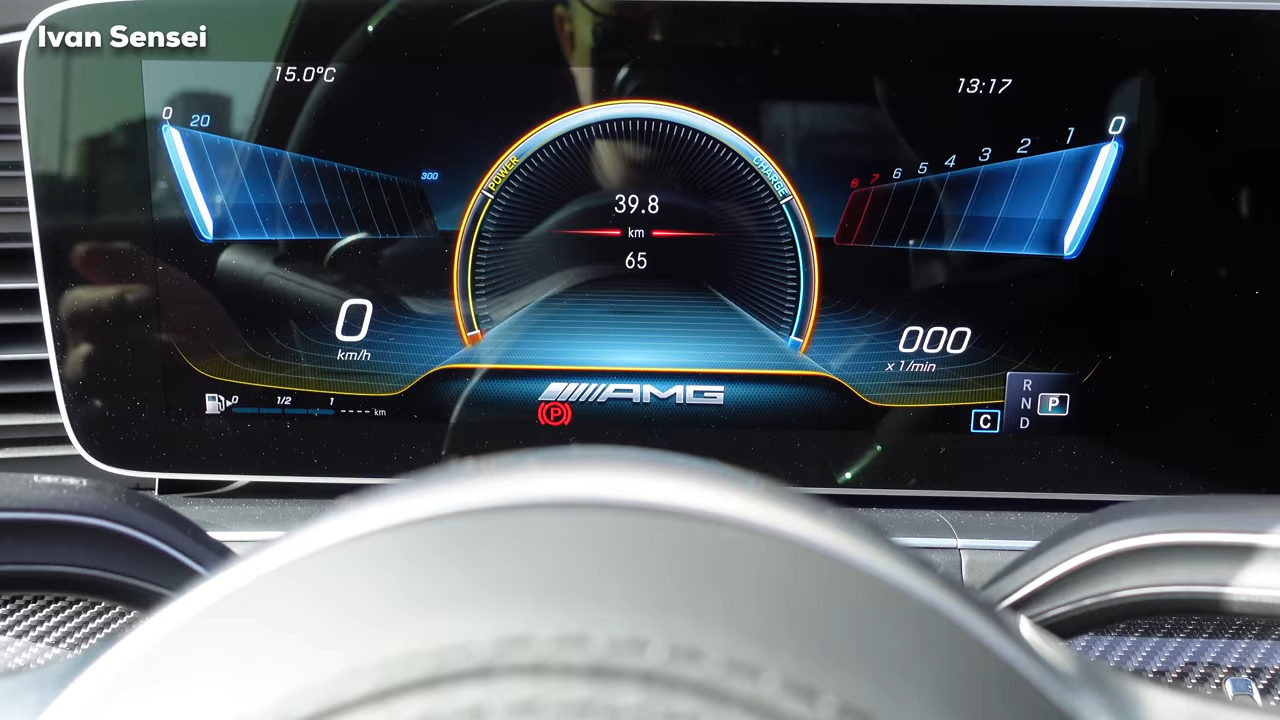 Ivan Sensei
15.0°C
13:17
0 20 300
8 7 6 5 4 3 2 1 0
POWER
CHARGE
39.8
km
65
0
km/h
000
x 1/min
AMG
P
0 1/2 1 ---- km
R
N P
D
C